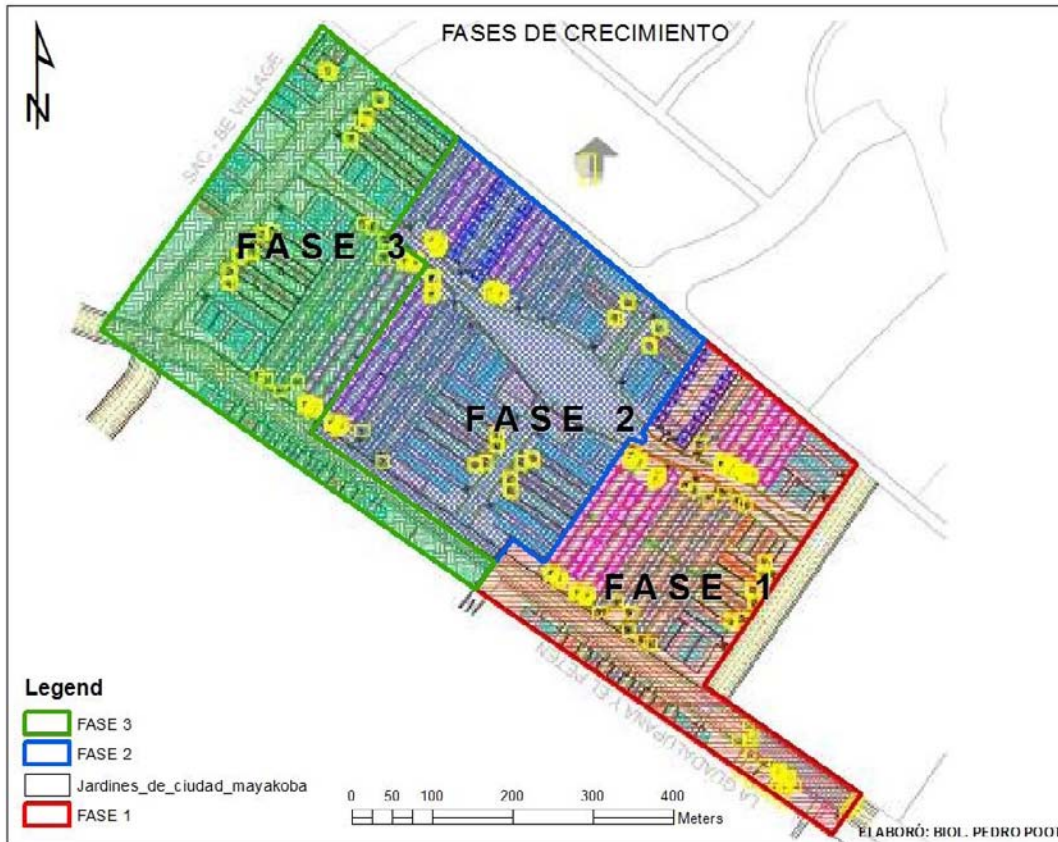 FASES DE CRECIMIENTO
N
SAC - BE VILLAGE
FASE 3
FASE 2
FASE 1
LA GUADALUPANA Y EL PETEN
Legend
FASE 3
FASE 2
Jardines_de_ciudad_mayakoba
FASE 1
0 50 100 200 300 400
Meters
ELABORÓ: BIOL. PEDRO POOT